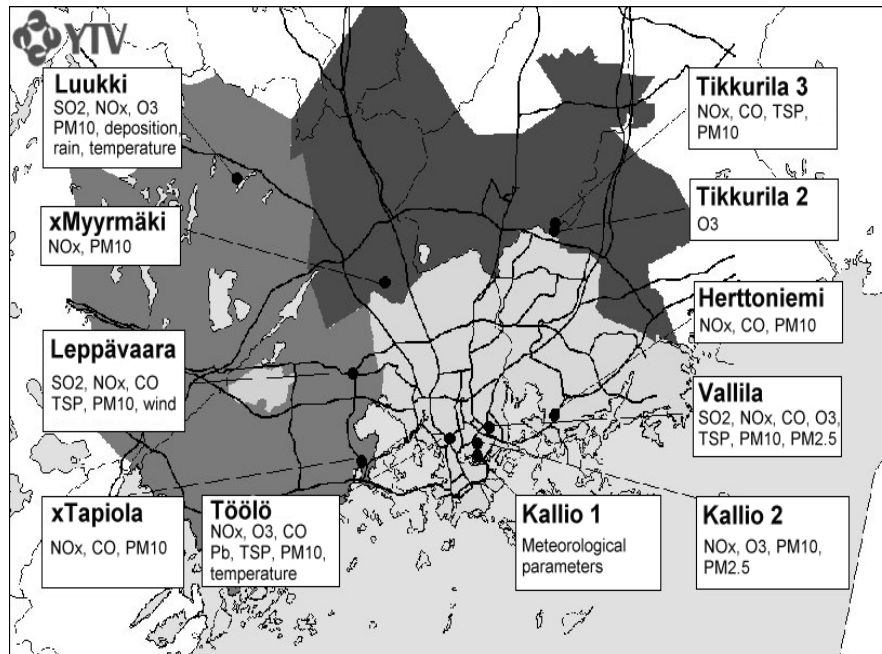 YTV
Luukki
SO2, NOx, O3
PM10, deposition,
rain, temperature
Tikkurila 3
NOx, CO, TSP,
PM10
xMyyrmäki
NOx, PM10
Tikkurila 2
O3
Herttoniemi
NOx, CO, PM10
Leppävaara
SO2, NOx, CO
TSP, PM10, wind
Vallila
SO2, NOx, CO, O3,
TSP, PM10, PM2.5
xTapiola
NOx, CO, PM10
Töölö
NOx, O3, CO
Pb, TSP, PM10,
temperature
Kallio 1
Meteorological
parameters
Kallio 2
NOx, O3, PM10,
PM2.5